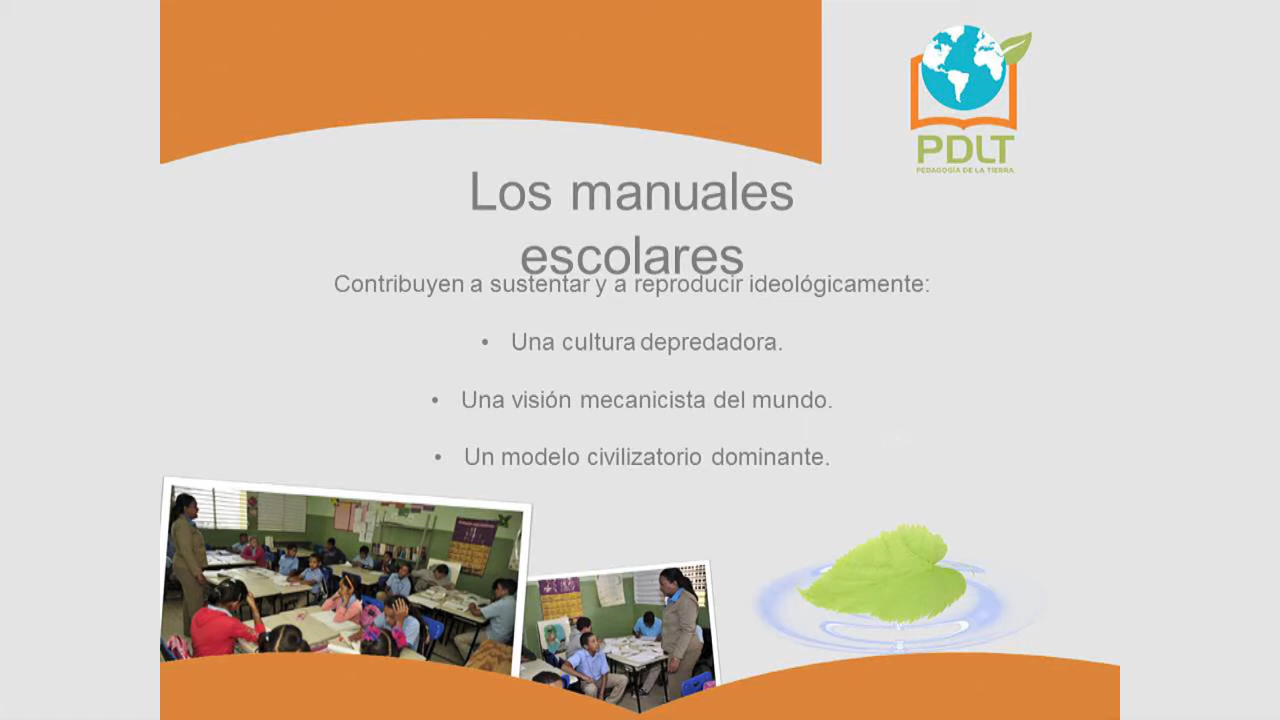 PDLT
PEDAGOGÍA DE LA TIERRA
Los manuales
escolares
Contribuyen a sustentar y a reproducir ideológicamente:
• Una cultura depredadora.
• Una visión mecanicista del mundo.
• Un modelo civilizatorio dominante.